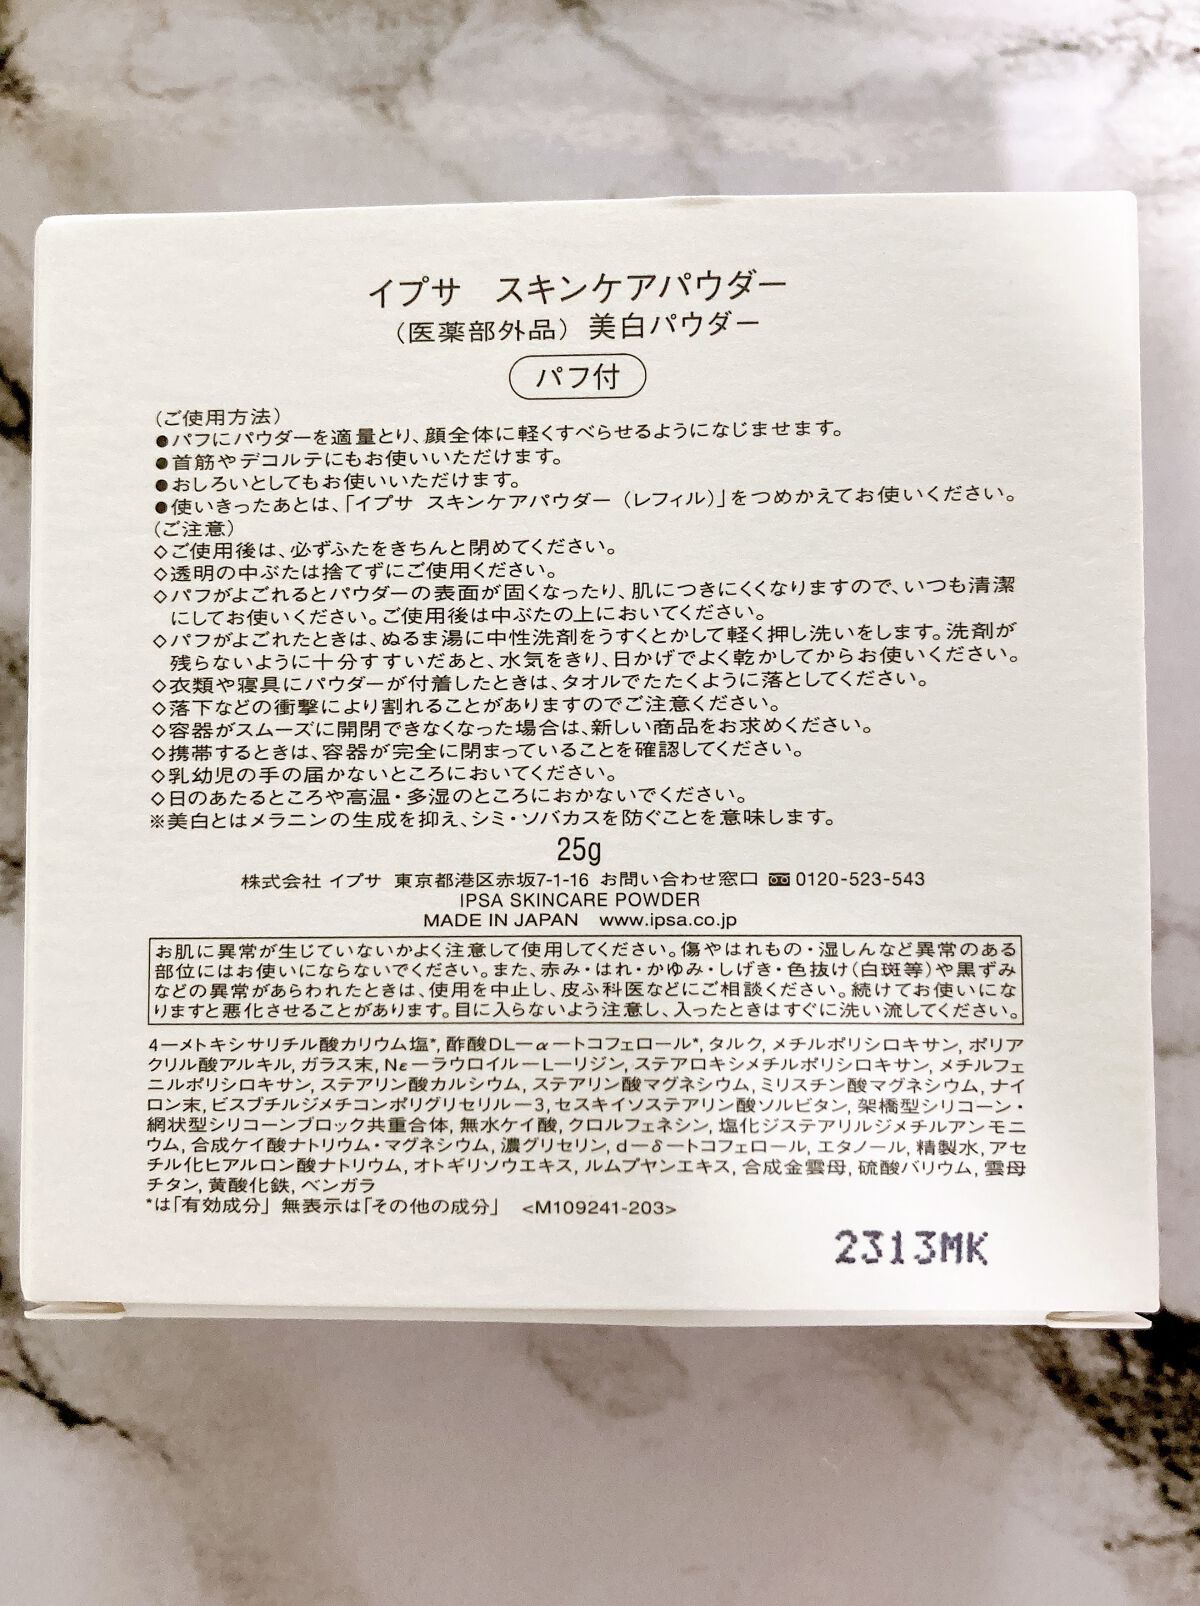 イプサ　スキンケアパウダー
（医薬部外品）美白パウダー
パフ付
（ご使用方法）
●パフにパウダーを適量とり、顔全体に軽くすべらせるようになじませます。
●首筋やデコルテにもお使いいただけます。
●おしろいとしてもお使いいただけます。
●使いきったあとは、「イプサ スキンケアパウダー（レフィル）」をつめかえてお使いください。
（ご注意）
◇ご使用後は、必ずふたをきちんと閉めてください。
◇透明の中ぶたは捨てずにご使用ください。
◇パフがよごれるとパウダーの表面が固くなったり、肌につきにくくなりますので、いつも清潔
にしてお使いください。ご使用後は中ぶたの上においてください。
◇パフがよごれたときは、ぬるま湯に中性洗剤をうすくとかして軽く押し洗いをします。洗剤が
残らないように十分すすいだあと、水気をきり、日かげでよく乾かしてからお使いください。
◇衣類や寝具にパウダーが付着したときは、タオルでたたくように落としてください。
◇落下などの衝撃により割れることがありますのでご注意ください。
◇容器がスムーズに開閉できなくなった場合は、新しい商品をお求めください。
◇携帯するときは、容器が完全に閉まっていることを確認してください。
◇乳幼児の手の届かないところにおいてください。
◇日のあたるところや高温・多湿のところにおかないでください。
※美白とはメラニンの生成を抑え、シミ・ソバカスを防ぐことを意味します。
25g
株式会社 イプサ 東京都港区赤坂7-1-16 お問い合わせ窓口 0120-523-543
IPSA SKINCARE POWDER
MADE IN JAPAN　www.ipsa.co.jp
お肌に異常が生じていないかよく注意して使用してください。傷やはれもの・湿しんなど異常のある
部位にはお使いにならないでください。また、赤み・はれ・かゆみ・しげき・色抜け（白斑等）や黒ずみ
などの異常があらわれたときは、使用を中止し、皮ふ科医などにご相談ください。続けてお使いにな
りますと悪化させることがあります。目に入らないよう注意し、入ったときはすぐに洗い流してください。
4ーメトキシサリチル酸カリウム塩*, 酢酸DLーαートコフェロール*, タルク, メチルポリシロキサン, ポリア
クリル酸アルキル, ガラス末, NεーラウロイルーLーリジン, ステアロキシメチルポリシロキサン, メチルフェ
ニルポリシロキサン, ステアリン酸カルシウム, ステアリン酸マグネシウム, ミリスチン酸マグネシウム, ナイ
ロン末, ビスブチルジメチコンポリグリセリルー3, セスキイソステアリン酸ソルビタン, 架橋型シリコーン・
網状型シリコーンブロック共重合体, 無水ケイ酸, クロルフェネシン, 塩化ジステアリルジメチルアンモニ
ウム, 合成ケイ酸ナトリウム・マグネシウム, 濃グリセリン, dーδートコフェロール, エタノール, 精製水, アセ
チル化ヒアルロン酸ナトリウム, オトギリソウエキス, ルムプヤンエキス, 合成金雲母, 硫酸バリウム, 雲母
チタン, 黄酸化鉄, ベンガラ
*は「有効成分」 無表示は「その他の成分」　<M109241-203>
2313MK